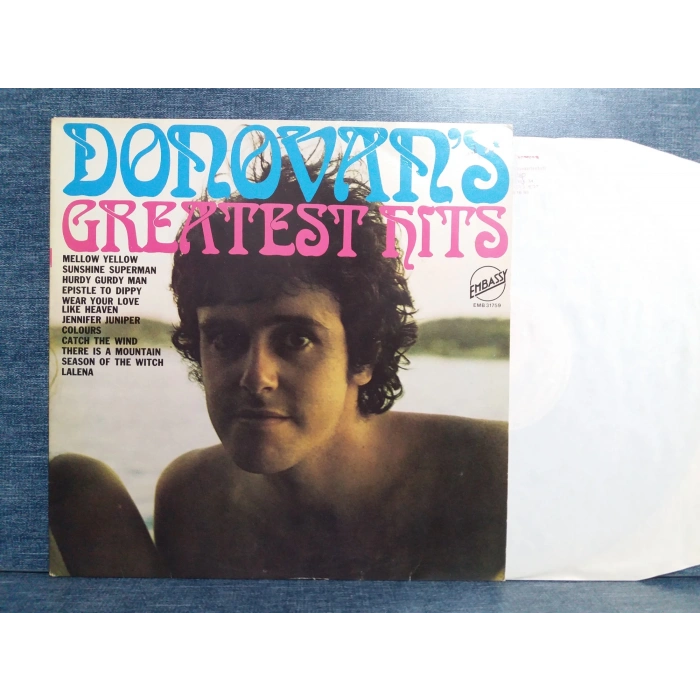 DONOVAN'S
GREATEST HITS
MELLOW YELLOW
SUNSHINE SUPERMAN
HURDY GURDY MAN
EPISTLE TO DIPPY
WEAR YOUR LOVE
LIKE HEAVEN
JENNIFER JUNIPER
COLOURS
CATCH THE WIND
THERE IS A MOUNTAIN
SEASON OF THE WITCH
LALENA
EMBASSY
EMB 31759